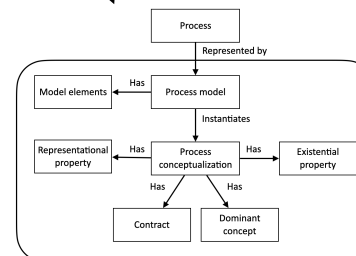 Process
Represented by
Model elements
Has
Process model
Instantiates
Representational
property
Has
Process
conceptualization
Has
Existential
property
Has
Has
Contract
Dominant
concept